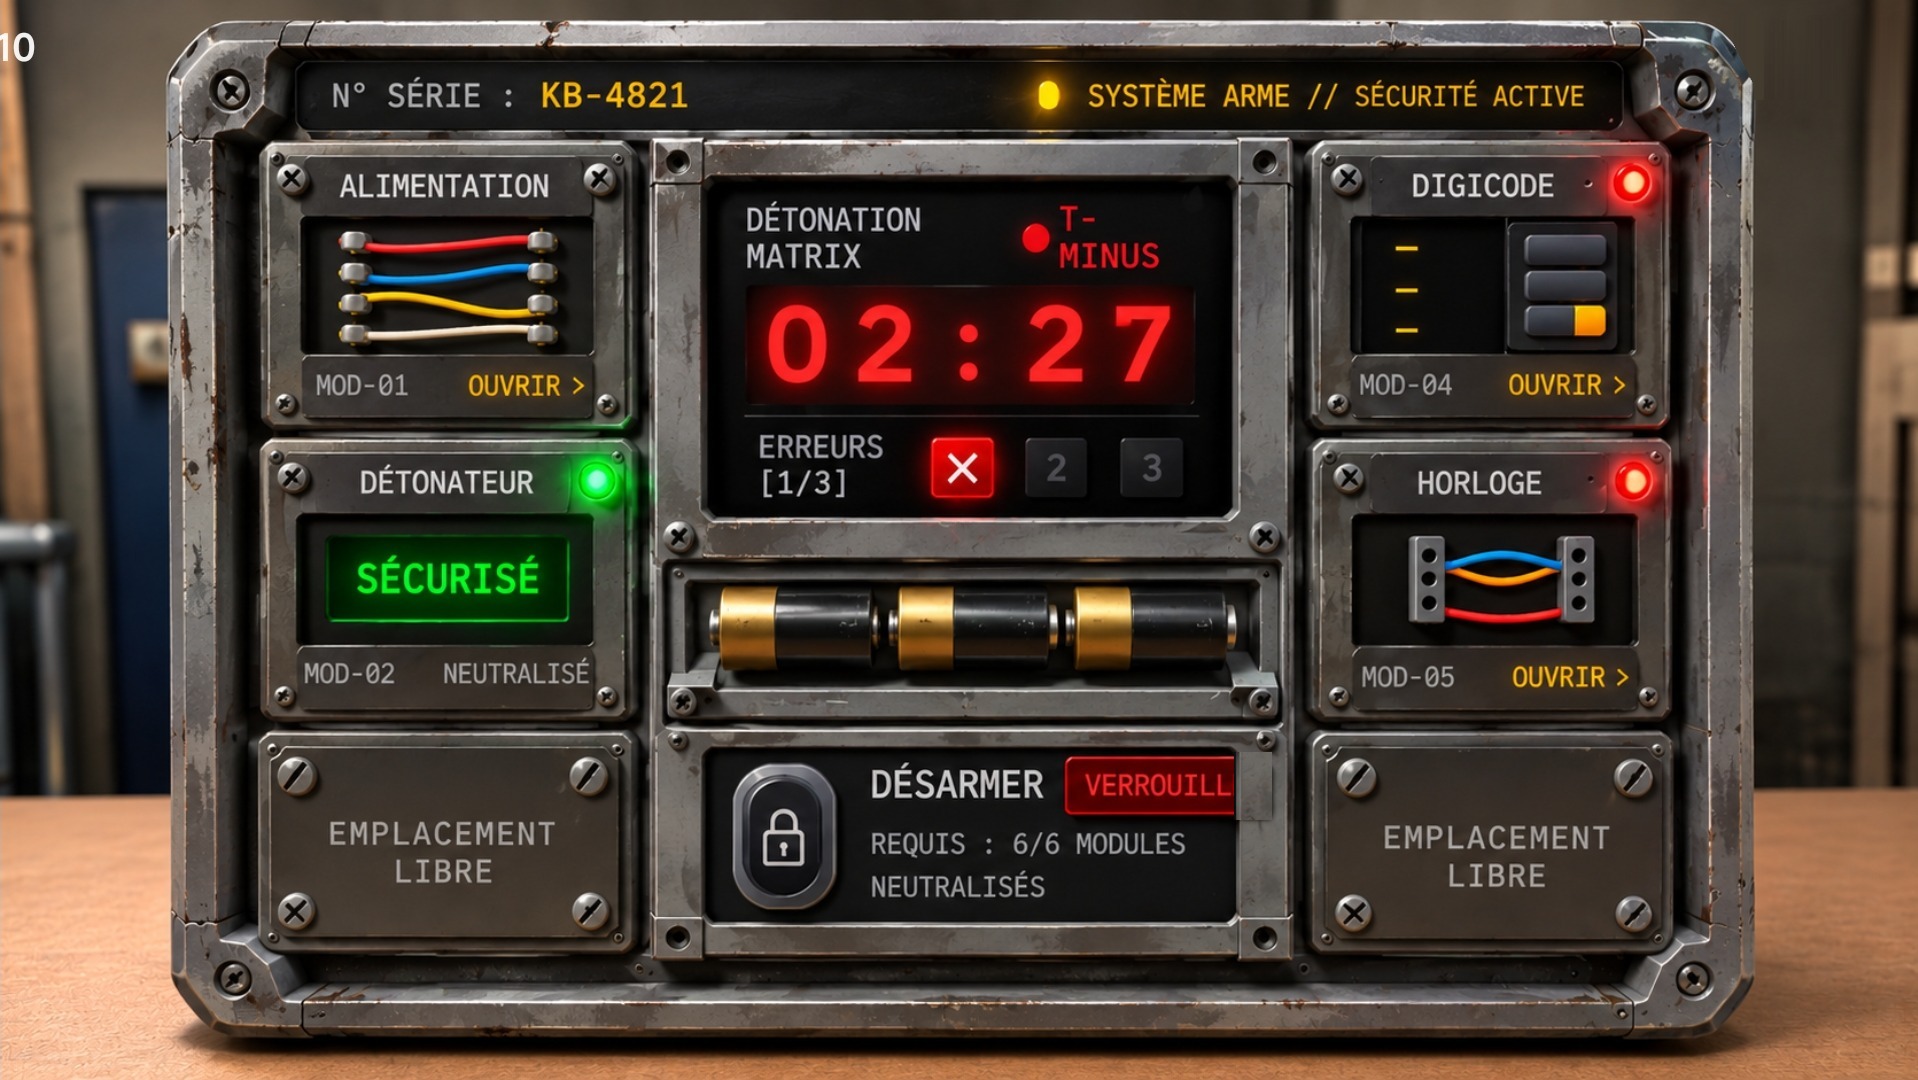 10
N° SÉRIE : KB-4821
SYSTÈME ARME // SÉCURITÉ ACTIVE
ALIMENTATION
MOD-01 OUVRIR >
DÉTONATEUR
SÉCURISÉ
MOD-02 NEUTRALISÉ
EMPLACEMENT
LIBRE
DÉTONATION
MATRIX
T-
MINUS
02:27
ERREURS
[1/3]
2 3
DÉSARMER
VERROUILL
REQUIS : 6/6 MODULES
NEUTRALISÉS
DIGICODE
MOD-04 OUVRIR >
HORLOGE
MOD-05 OUVRIR >
EMPLACEMENT
LIBRE